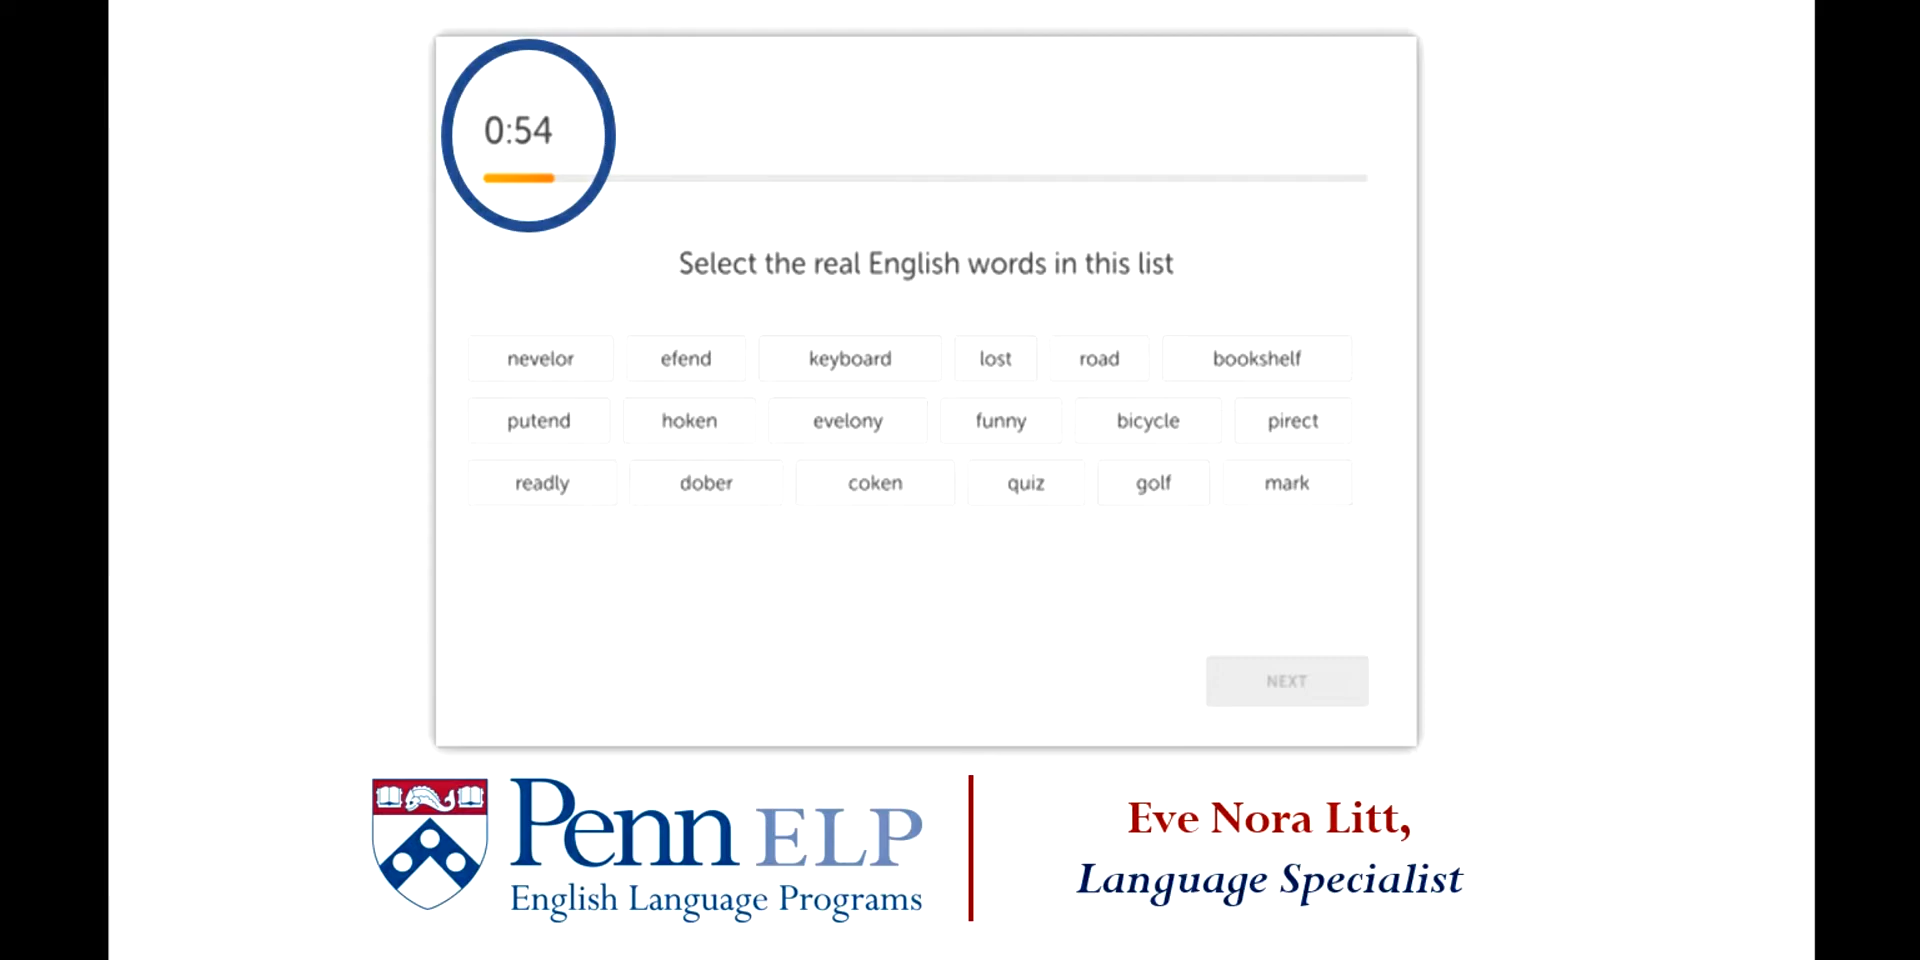 0:54
Select the real English words in this list
nevelor efend keyboard lost road bookshelf
putend hoken evelony funny bicycle pirect
readly dober coken quiz golf mark
NEXT
Penn ELP
English Language Programs
Eve Nora Litt,
Language Specialist